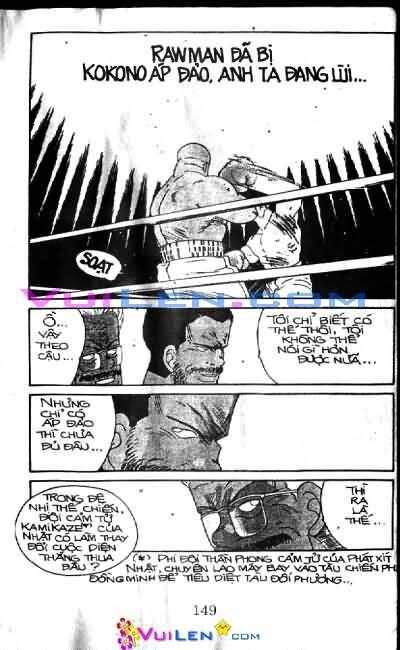 RAWMAN ĐÃ BỊ
KOKONO ÁP ĐẢO, ANH TA ĐANG LÙI...
SOẠT
VUILEN.COM
Ồ...
VẬY
THEO
CẬU...
TÔI CHỈ BIẾT CÓ
THẾ THÔI, TÔI
KHÔNG THỂ
NÓI GÌ HƠN
ĐƯỢC NỮA...
NHƯNG
CHỈ CÓ
ÁP ĐẢO
THÌ CHƯA
ĐỦ ĐÂU...
TRONG ĐỆ
NHỊ THẾ CHIẾN,
ĐỘI CẢM TỬ
KAMIKAZE(*) CỦA
NHẬT CÓ LÀM THAY
ĐỔI CUỘC DIỆN
THẮNG THUA
ĐÂU?
THÌ
RA
LÀ
THẾ...
(*) PHI ĐỘI THẦN PHONG CẢM TỬ CỦA PHÁT XÍT
NHẬT, CHUYÊN LAO MÁY BAY VÀO TÀU CHIẾN PHE
ĐỒNG MINH ĐỂ TIÊU DIỆT TÀU ĐỐI PHƯƠNG...
149
VUILEN.COM